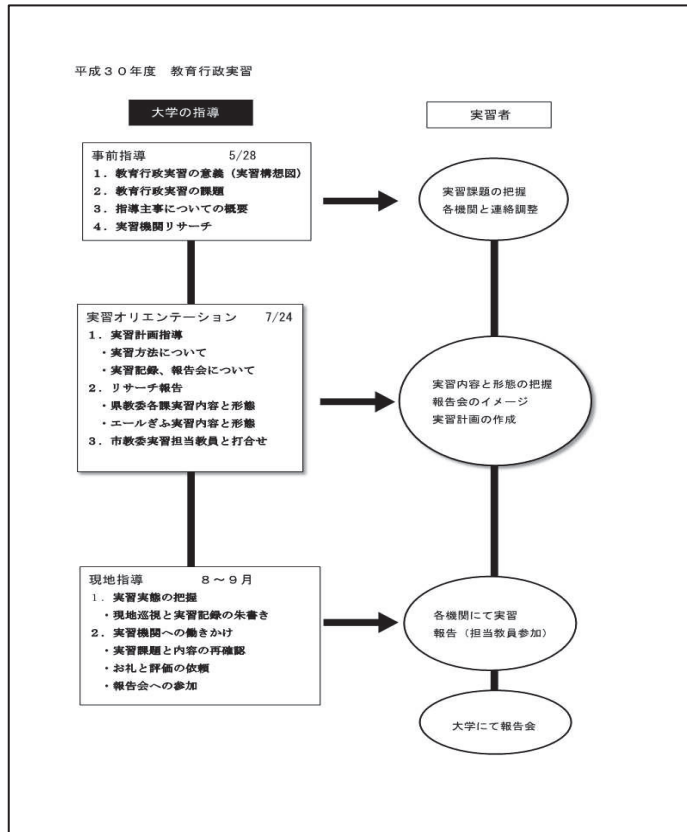 平成３０年度　教育行政実習
大学の指導
実習者
事前指導　5/28
１．教育行政実習の意義（実習構想図）
２．教育行政実習の課題
３．指導主事についての概要
４．実習機関リサーチ
実習課題の把握
各機関と連絡調整
実習オリエンテーション　7/24
１．実習計画指導
・実習方法について
・実習記録、報告会について
２．リサーチ報告
・県教委各課実習内容と形態
・エールぎふ実習内容と形態
３．市教委実習担当教員と打合せ
実習内容と形態の把握
報告会のイメージ
実習計画の作成
現地指導　８～９月
１．実習実態の把握
・現地巡視と実習記録の朱書き
２．実習機関への働きかけ
・実習課題と内容の再確認
・お礼と評価の依頼
・報告会への参加
各機関にて実習
報告（担当教員参加）
大学にて報告会